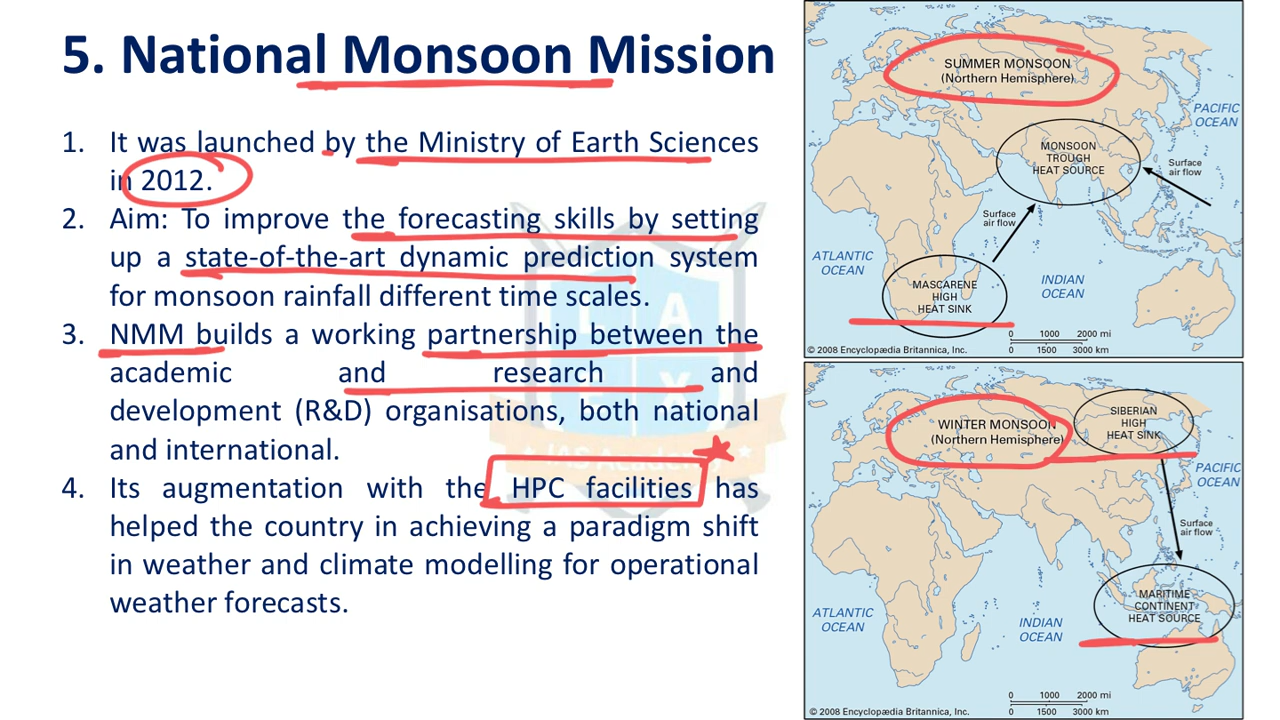 5. National Monsoon Mission
1. It was launched by the Ministry of Earth Sciences
in 2012.
2. Aim: To improve the forecasting skills by setting
up a state-of-the-art dynamic prediction system
for monsoon rainfall different time scales.
3. NMM builds a working partnership between the
academic and research and
development (R&D) organisations, both national
and international.
4. Its augmentation with the HPC facilities has
helped the country in achieving a paradigm shift
in weather and climate modelling for operational
weather forecasts.
SUMMER MONSOON
(Northern Hemisphere)
PACIFIC
OCEAN
MONSOON
TROUGH
HEAT SOURCE
Surface
air flow
Surface
air flow
ATLANTIC
OCEAN
MASCARENE
HIGH
HEAT SINK
INDIAN
OCEAN
0 1000 2000 mi
0 1500 3000 km
© 2008 Encyclopædia Britannica, Inc.
WINTER MONSOON
(Northern Hemisphere)
SIBERIAN
HIGH
HEAT SINK
PACIFIC
OCEAN
Surface
air flow
MARITIME
CONTINENT
HEAT SOURCE
ATLANTIC
OCEAN
INDIAN
OCEAN
0 1000 2000 mi
0 1500 3000 km
© 2008 Encyclopædia Britannica, Inc.
IAS Academy